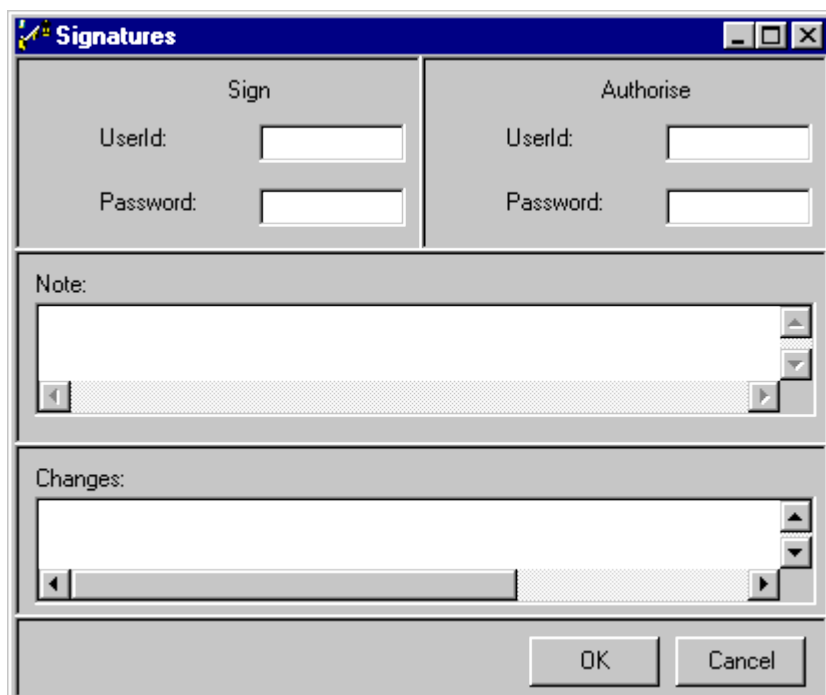 Signatures
Sign
UserId:
Password:
Authorise
UserId:
Password:
Note:
Changes:
OK Cancel